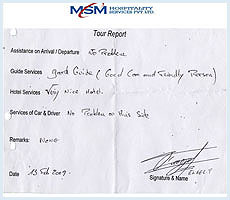 MSM HOSPITALITY
SERVICES PVT LTD
Tour Report
Assistance on Arrival / Departure No Problem
Guide Services good Guide (Good Care and Friendly Person)
Hotel Services Very Nice Hotels.
Services of Car & Driver No Problem on this Side
Remarks: None
Date 13 Feb 2009.
Signature & Name